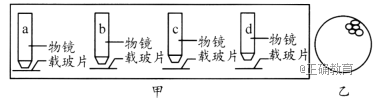 a 物镜 载玻片
b 物镜 载玻片
c 物镜 载玻片
d 物镜 载玻片
甲 乙
@正确教育